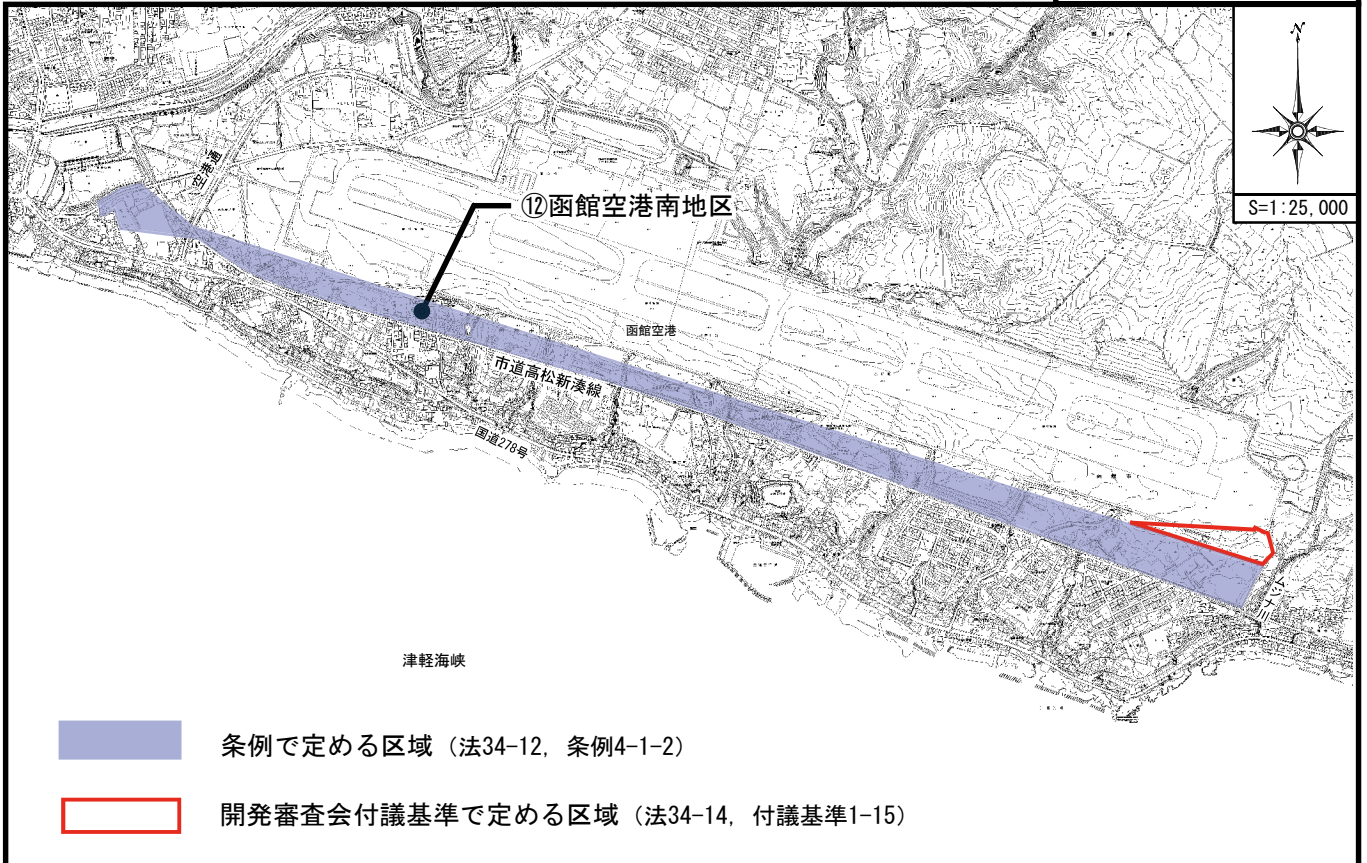 N
S=1:25,000
空港通
⑫函館空港南地区
函館空港
市道高松新湊線
国道278号
ムジナ川
津軽海峡
条例で定める区域（法34-12，条例4-1-2）
開発審査会付議基準で定める区域（法34-14，付議基準1-15）